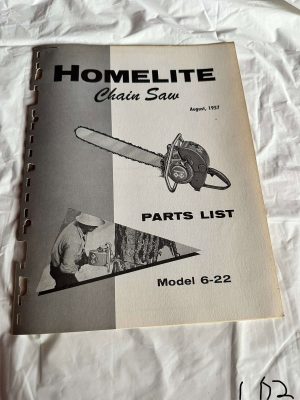 HOMELITE
Chain Saw
August, 1957
PARTS LIST
Model 6-22